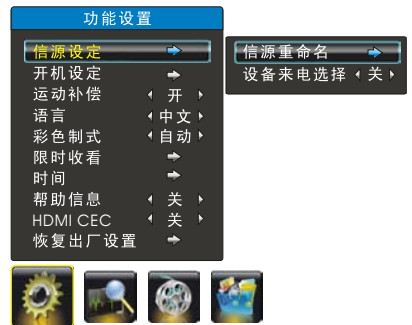 功能设置
信源设定
开机设定
运动补偿 开
语言 中文
彩色制式 自动
限时收看
时间
帮助信息 关
HDMI CEC 关
恢复出厂设置
信源重命名
设备来电选择 关